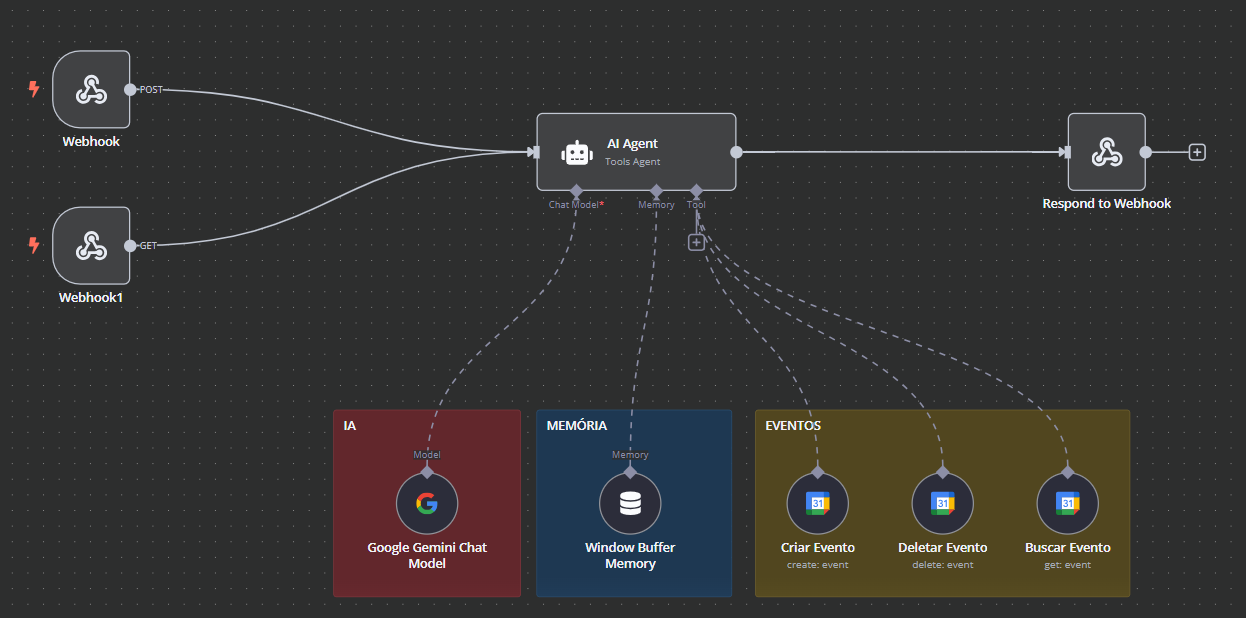 POST
Webhook
GET
Webhook1
AI Agent
Tools Agent
Chat Model*
Memory
Tool
Respond to Webhook
IA
Model
Google Gemini Chat
Model
MEMÓRIA
Memory
Window Buffer
Memory
EVENTOS
31
Criar Evento
create: event
31
Deletar Evento
delete: event
31
Buscar Evento
get: event